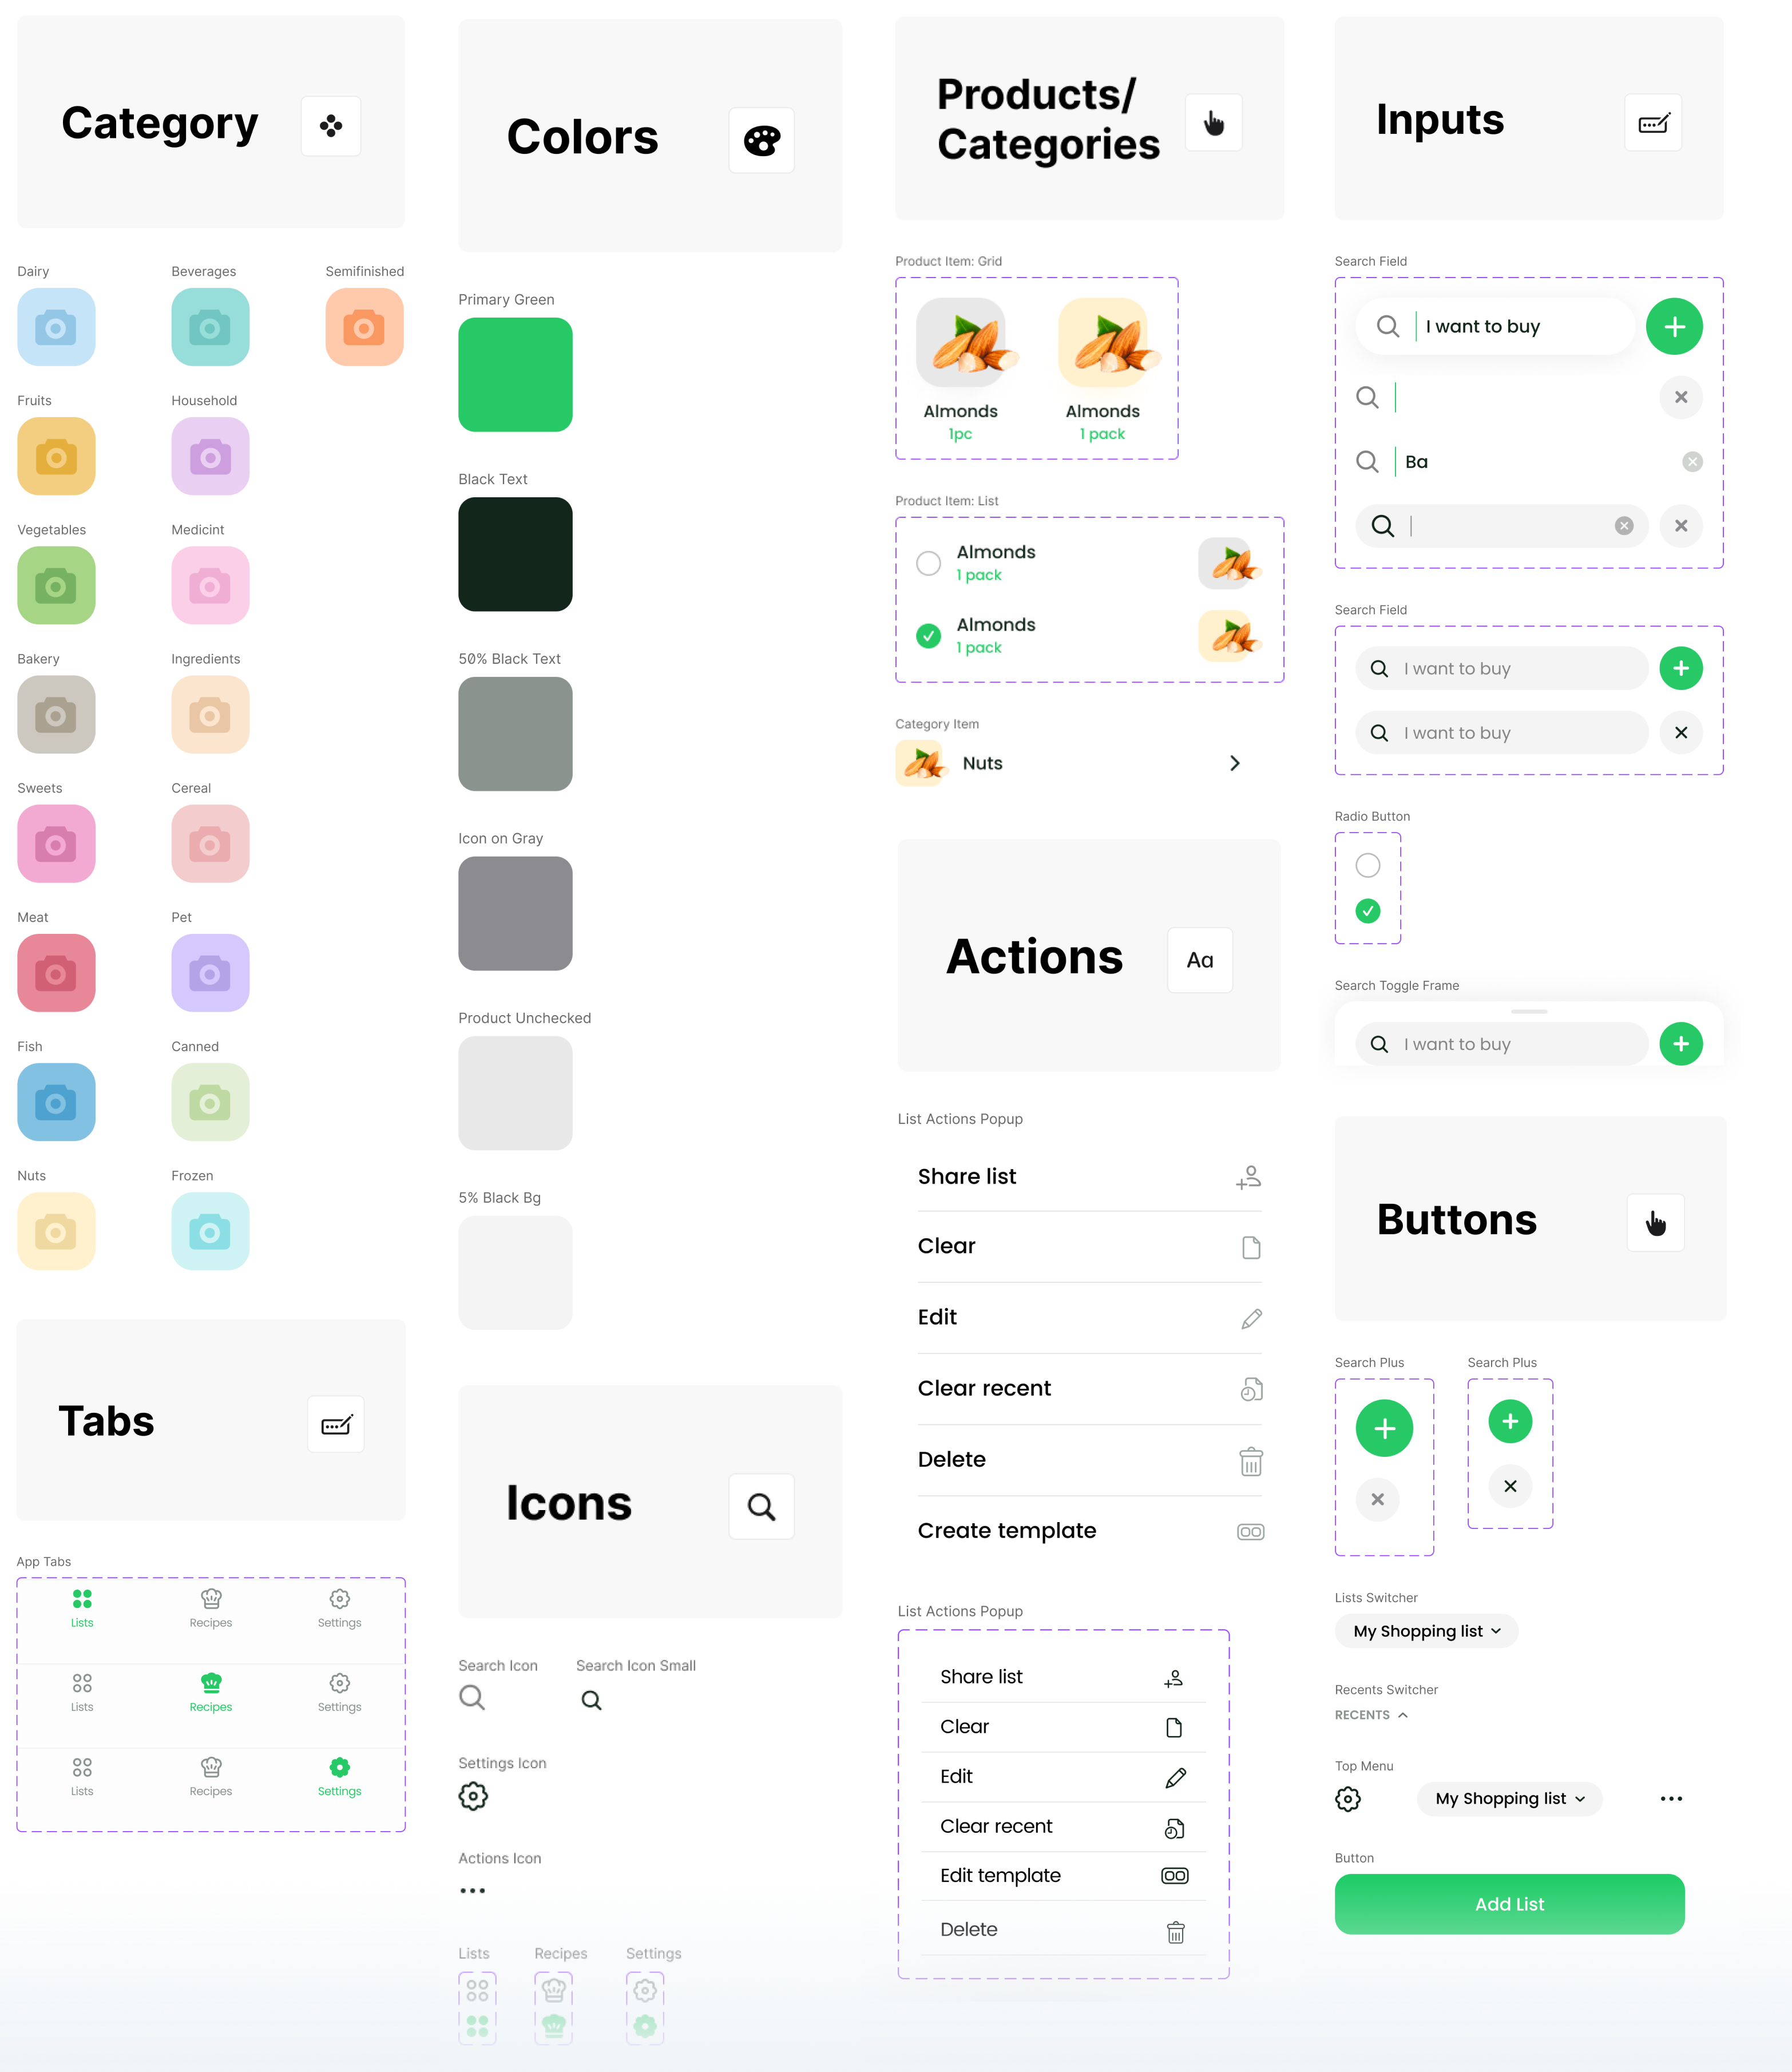 Category
Dairy
Beverages
Semifinished
Fruits
Household
Vegetables
Medicint
Bakery
Ingredients
Sweets
Cereal
Meat
Pet
Fish
Canned
Nuts
Frozen
Tabs
App Tabs
Lists
Recipes
Settings
Lists
Recipes
Settings
Lists
Recipes
Settings
Colors
Primary Green
Black Text
50% Black Text
Icon on Gray
Product Unchecked
5% Black Bg
Icons
Search Icon
Search Icon Small
Settings Icon
Actions Icon
Lists
Recipes
Settings
Products/
Categories
Product Item: Grid
Almonds
1pc
Almonds
1 pack
Product Item: List
Almonds
1 pack
Almonds
1 pack
Category Item
Nuts
Actions
Aa
List Actions Popup
Share list
Clear
Edit
Clear recent
Delete
Create template
List Actions Popup
Share list
Clear
Edit
Clear recent
Edit template
Delete
Inputs
Search Field
I want to buy
Ba
Search Field
I want to buy
I want to buy
Radio Button
Search Toggle Frame
I want to buy
Buttons
Search Plus
Search Plus
Lists Switcher
My Shopping list
Recents Switcher
RECENTS
Top Menu
My Shopping list
Button
Add List